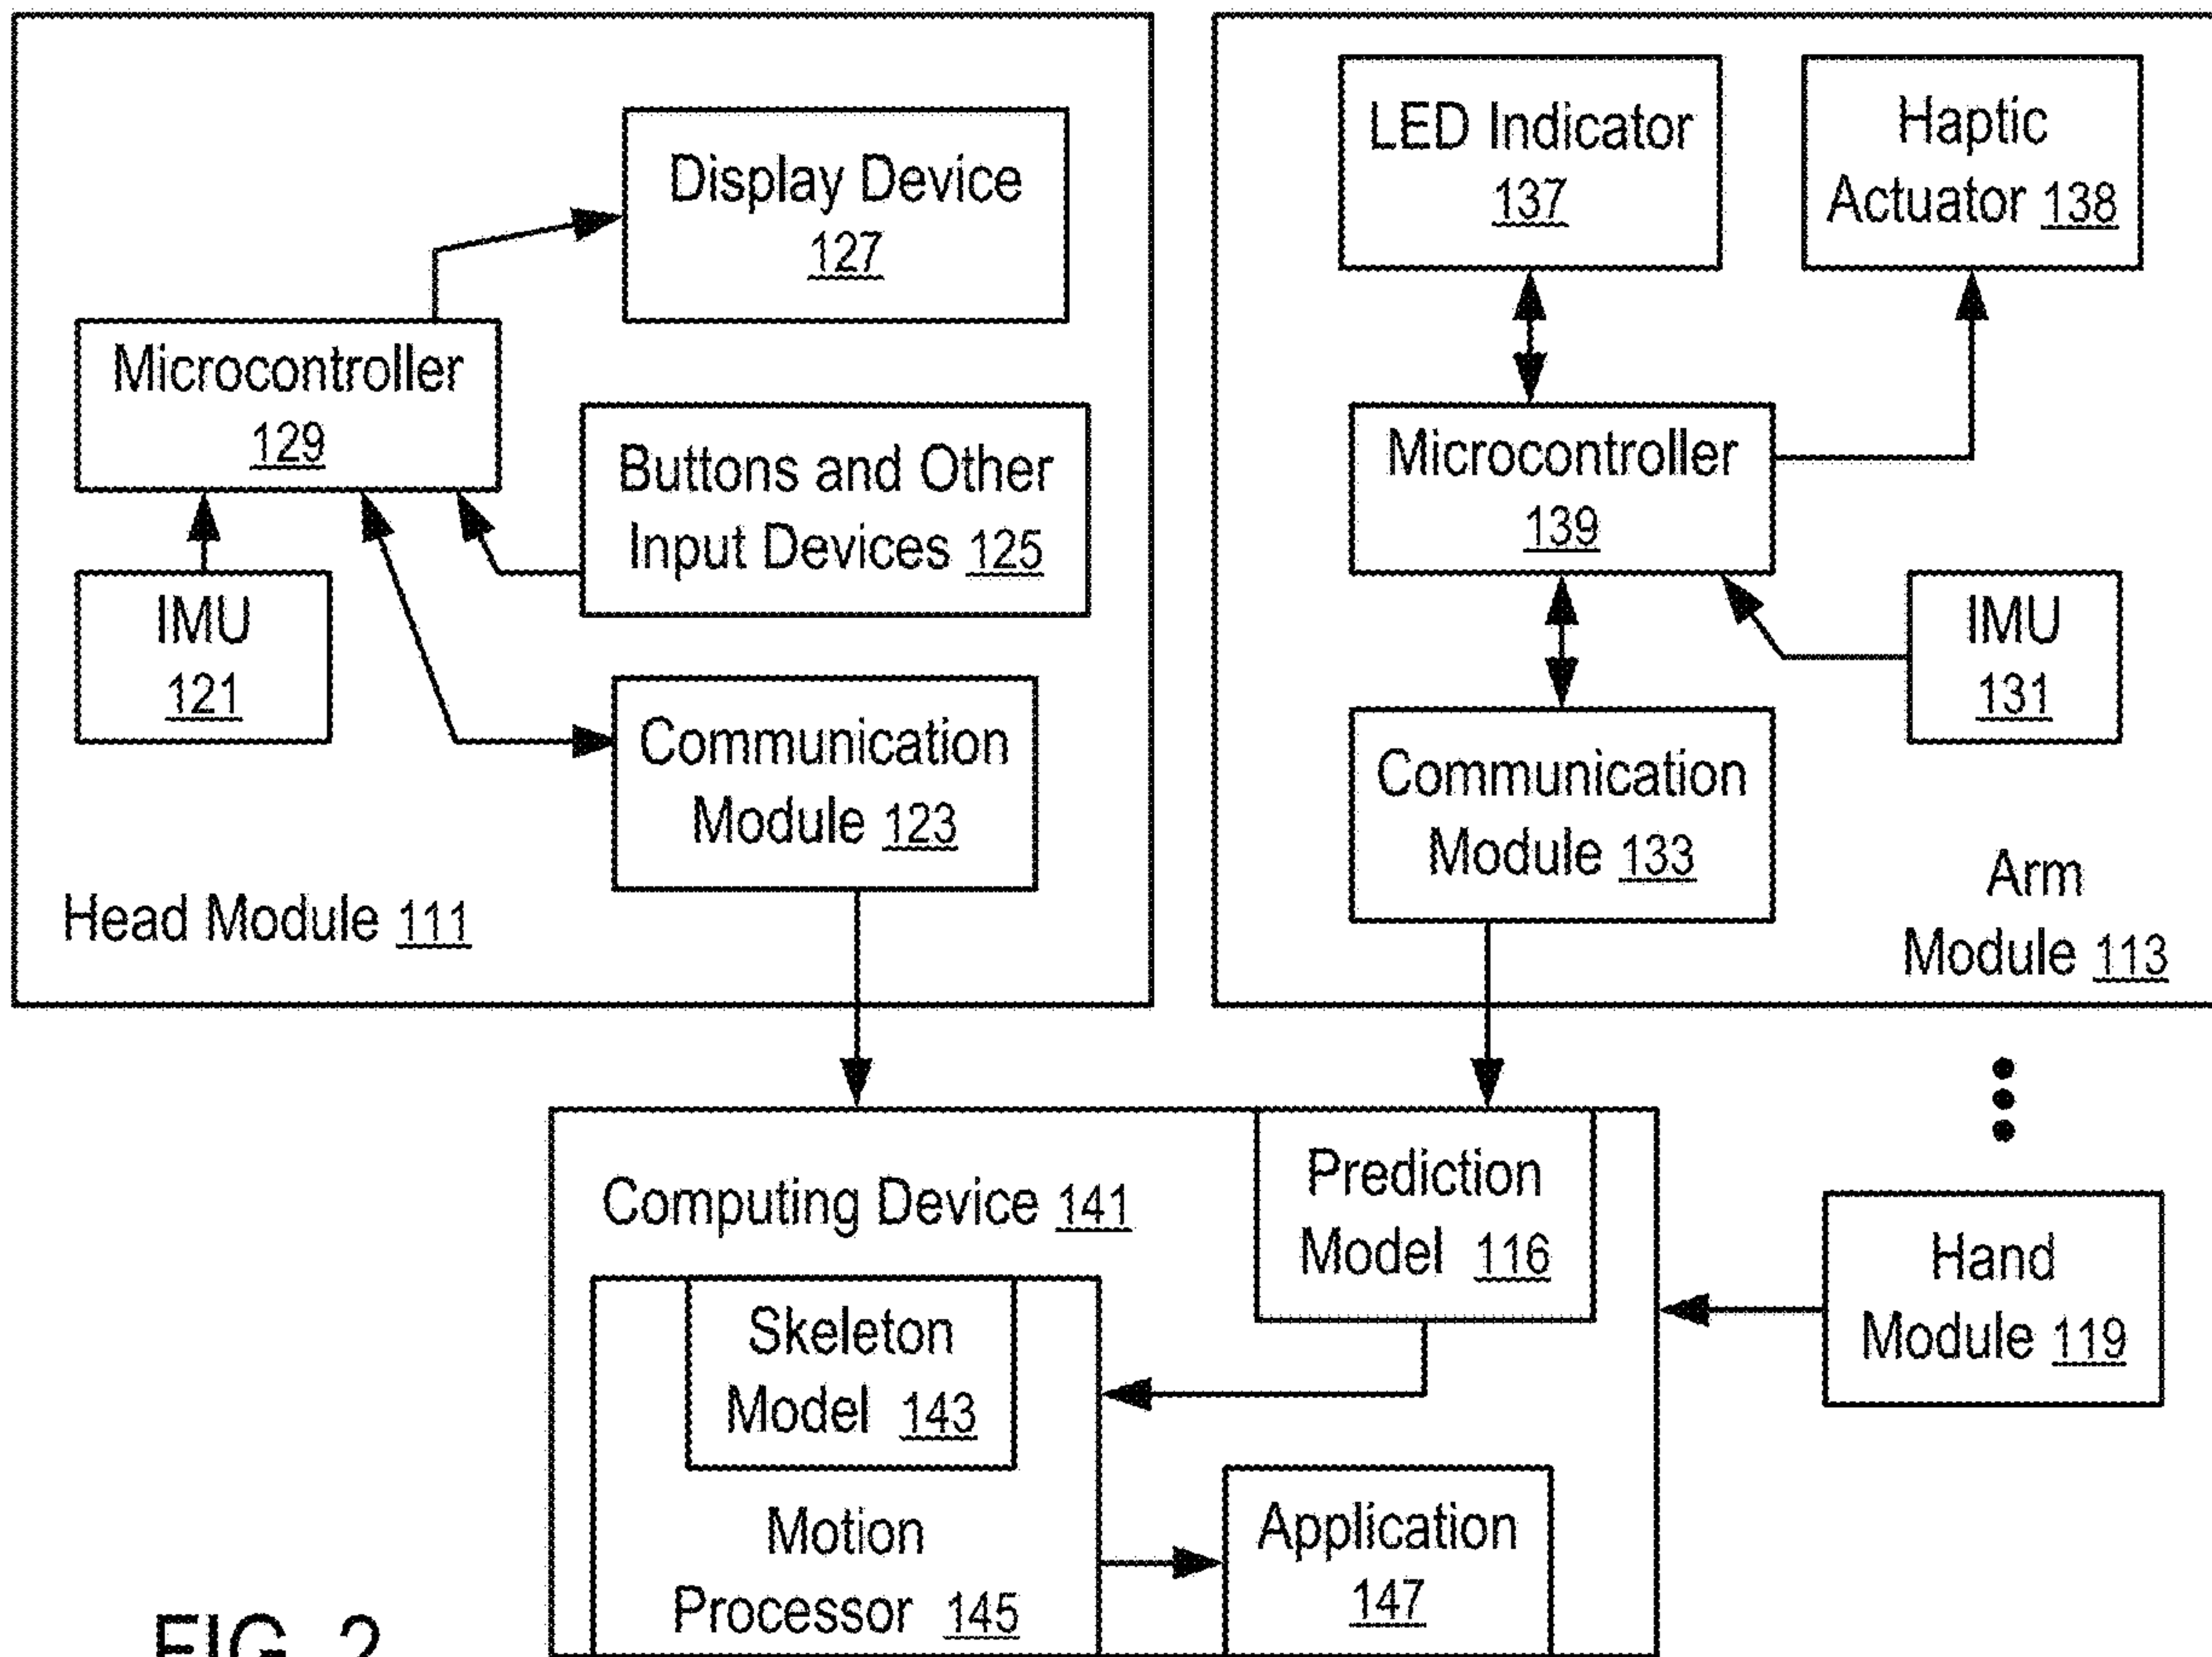 Display Device
127
Microcontroller
129
Buttons and Other
Input Devices 125
IMU
121
Communication
Module 123
Head Module 111
LED Indicator
137
Haptic
Actuator 138
Microcontroller
139
IMU
131
Communication
Module 133
Arm
Module 113
Computing Device 141
Prediction
Model 116
Skeleton
Model 143
Motion
Processor 145
Application
147
Hand
Module 119
FIG. 2